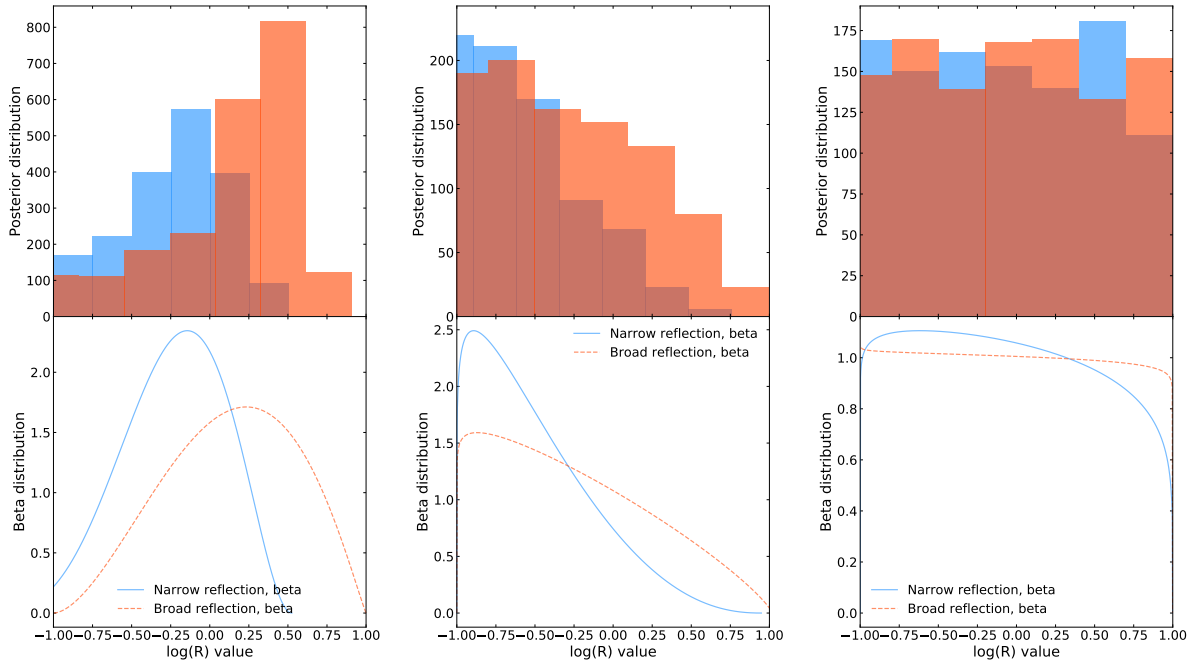 Posterior distribution
800
700
600
500
400
300
200
100
0
Beta distribution
2.0
1.5
1.0
0.5
0.0
Narrow reflection, beta
Broad reflection, beta
−1.00 −0.75 −0.50 −0.25 0.00 0.25 0.50 0.75 1.00
log(R) value
Posterior distribution
200
150
100
50
0
Beta distribution
2.5
2.0
1.5
1.0
0.5
0.0
Narrow reflection, beta
Broad reflection, beta
−1.00 −0.75 −0.50 −0.25 0.00 0.25 0.50 0.75 1.00
log(R) value
Posterior distribution
175
150
125
100
75
50
25
0
Beta distribution
1.0
0.8
0.6
0.4
0.2
0.0
Narrow reflection, beta
Broad reflection, beta
−1.00 −0.75 −0.50 −0.25 0.00 0.25 0.50 0.75 1.00
log(R) value